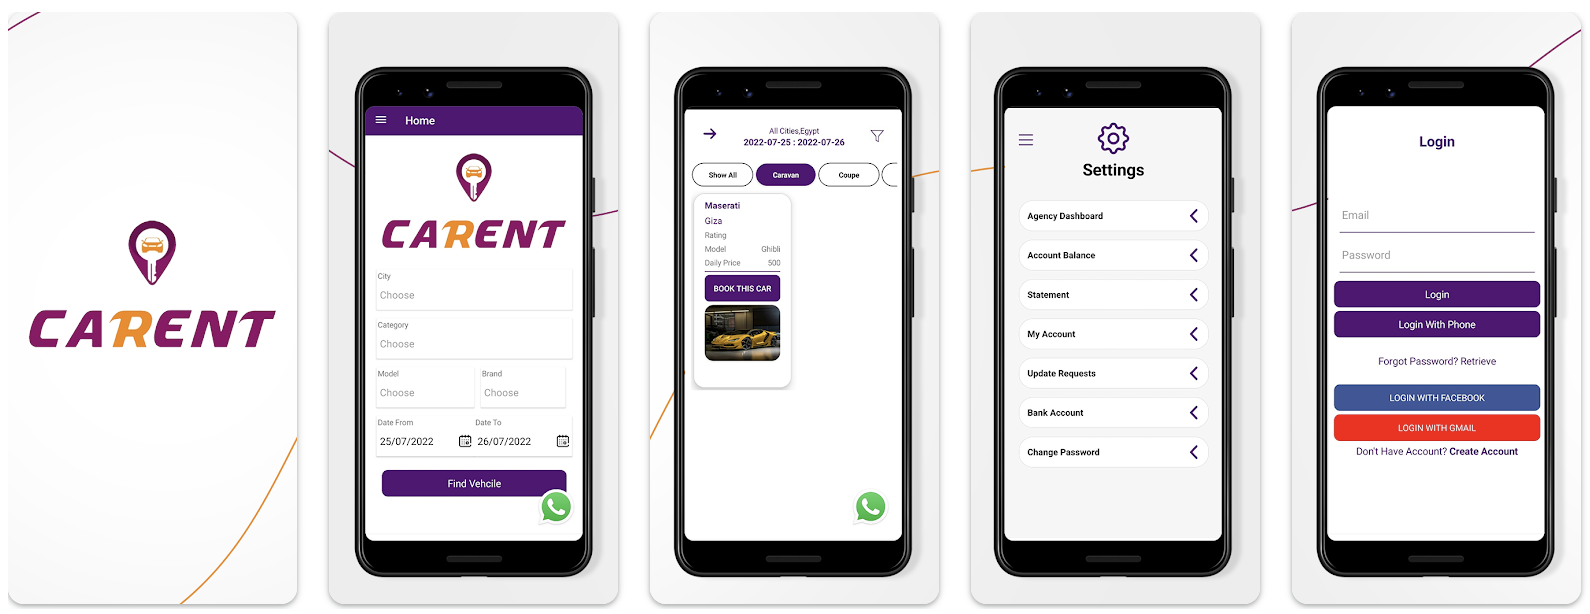 CARENT
Home
CARENT
City
Choose
Category
Choose
Model
Brand
Choose
Choose
Date From
Date To
25/07/2022
26/07/2022
Find Vehcile
All Cities,Egypt
2022-07-25 : 2022-07-26
Show All
Caravan
Coupe
Maserati
Giza
Rating
Model
Ghibli
Daily Price
500
BOOK THIS CAR
Settings
Agency Dashboard
Account Balance
Statement
My Account
Update Requests
Bank Account
Change Password
Login
Email
Password
Login
Login With Phone
Forgot Password? Retrieve
LOGIN WITH FACEBOOK
LOGIN WITH GMAIL
Don't Have Account? Create Account